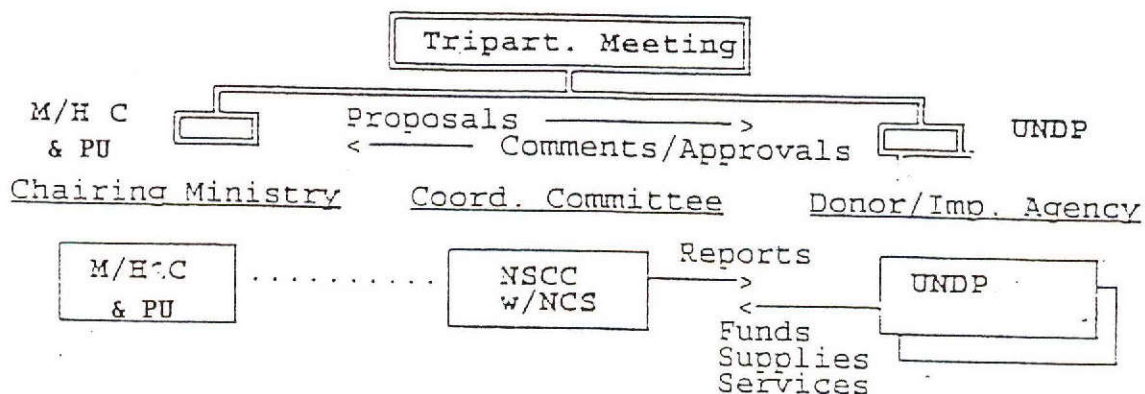 Tripart. Meeting
M/H C
& PU
Proposals
Comments/Approvals
UNDP
Chairing Ministry
Coord. Committee
Donor/Imp. Agency
M/H C
& PU
NSCC
w/NCS
Reports
Funds
Supplies
Services
UNDP